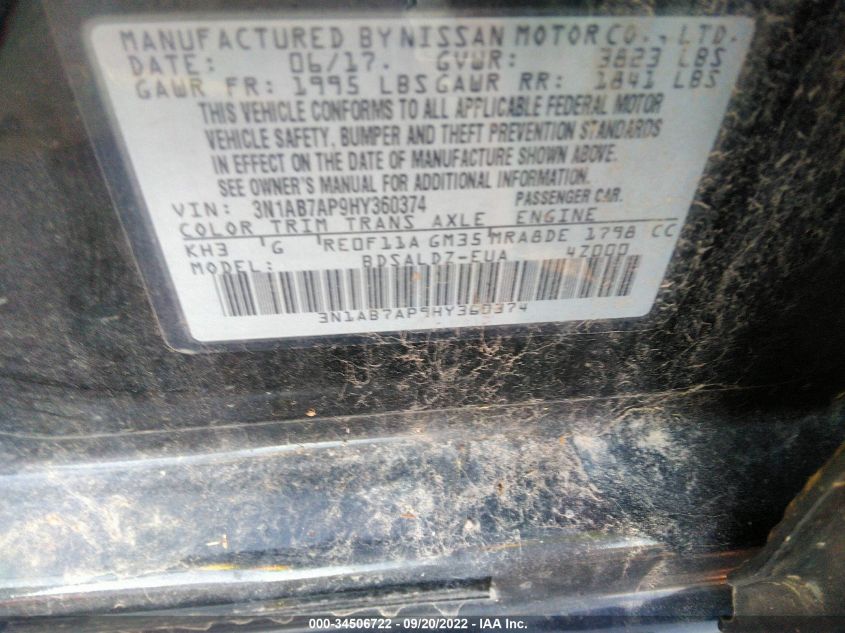 MANUFACTURED BY NISSAN MOTOR CO., LTD.
DATE: 06/17. GVWR: 3823 LBS
GAWR FR: 1995 LBS GAWR RR: 1841 LBS
THIS VEHICLE CONFORMS TO ALL APPLICABLE FEDERAL MOTOR
VEHICLE SAFETY, BUMPER AND THEFT PREVENTION STANDARDS
IN EFFECT ON THE DATE OF MANUFACTURE SHOWN ABOVE.
SEE OWNER'S MANUAL FOR ADDITIONAL INFORMATION.
VIN: 3N1AB7AP9HY360374 PASSENGER CAR.
COLOR TRIM TRANS AXLE ENGINE
KH3 G RE0F11A GM35 MRA8DE 1798 CC
MODEL: BDSALDZ-EUA 4Z000
3N1AB7AP9HY360374
000-34506722 - 09/20/2022 - IAA Inc.